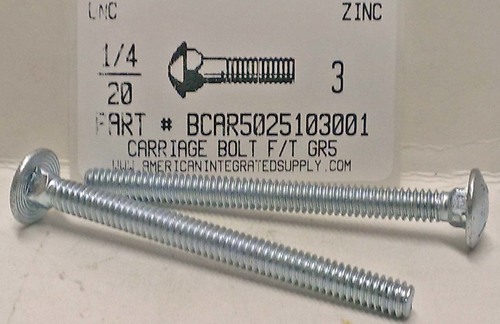 UNC ZINC
1/4
20
3
PART # BCAR5025103001
CARRIAGE BOLT F/T GR5
WWW.AMERICANINTEGRATEDSUPPLY.COM